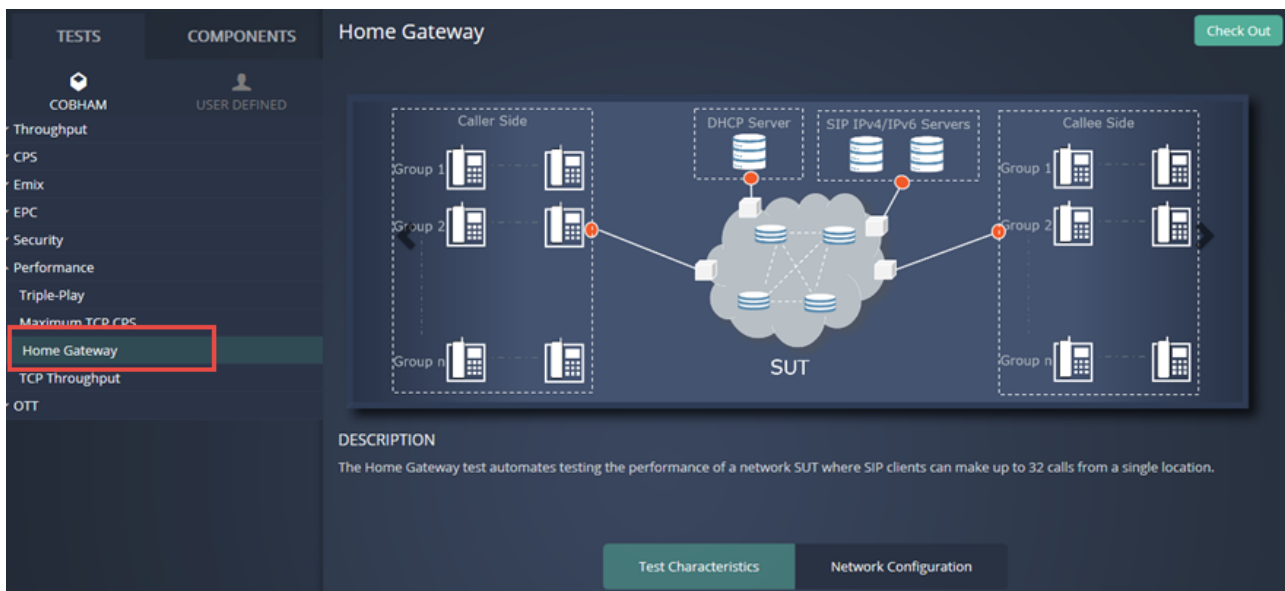 TESTS
COMPONENTS
COBHAM
USER DEFINED
Throughput
CPS
Emix
EPC
Security
Performance
Triple-Play
Maximum TCP CPS
Home Gateway
TCP Throughput
OTT
Home Gateway
Check Out
Caller Side
DHCP Server
SIP IPv4/IPv6 Servers
Callee Side
Group 1
Group 1
Group 2
Group 2
Group n
SUT
Group n
DESCRIPTION
The Home Gateway test automates testing the performance of a network SUT where SIP clients can make up to 32 calls from a single location.
Test Characteristics
Network Configuration